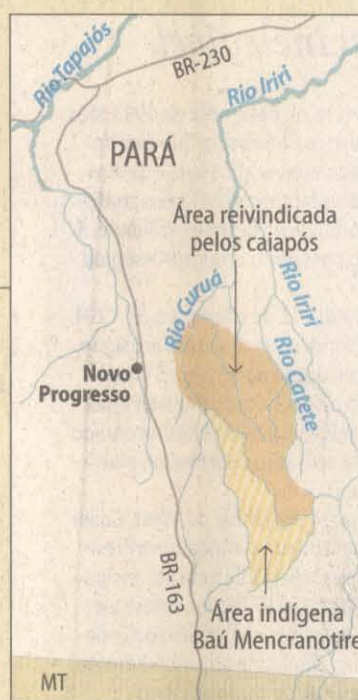 Rio Tapajós
BR-230
Rio Iriri
PARÁ
Área reivindicada
pelos caiapós
Rio Curuá
Rio Iriri
Rio Catete
Novo
Progresso
BR-163
Área indígena
Baú Mencranotire
MT